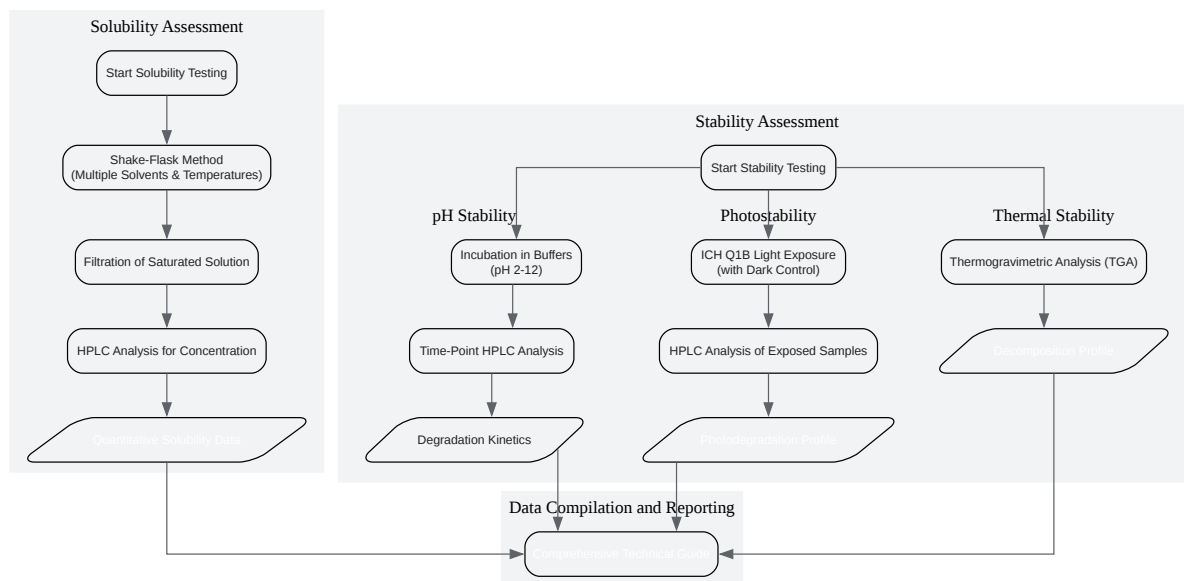 Solubility Assessment
Start Solubility Testing
Shake-Flask Method
(Multiple Solvents & Temperatures)
Filtration of Saturated Solution
HPLC Analysis for Concentration
Quantitative Solubility Data
Stability Assessment
Start Stability Testing
pH Stability
Incubation in Buffers
(pH 2-12)
Time-Point HPLC Analysis
Degradation Kinetics
Photostability
ICH Q1B Light Exposure
(with Dark Control)
HPLC Analysis of Exposed Samples
Photodegradation Profile
Thermal Stability
Thermogravimetric Analysis (TGA)
Decomposition Profile
Data Compilation and Reporting
Comprehensive Technical Guide